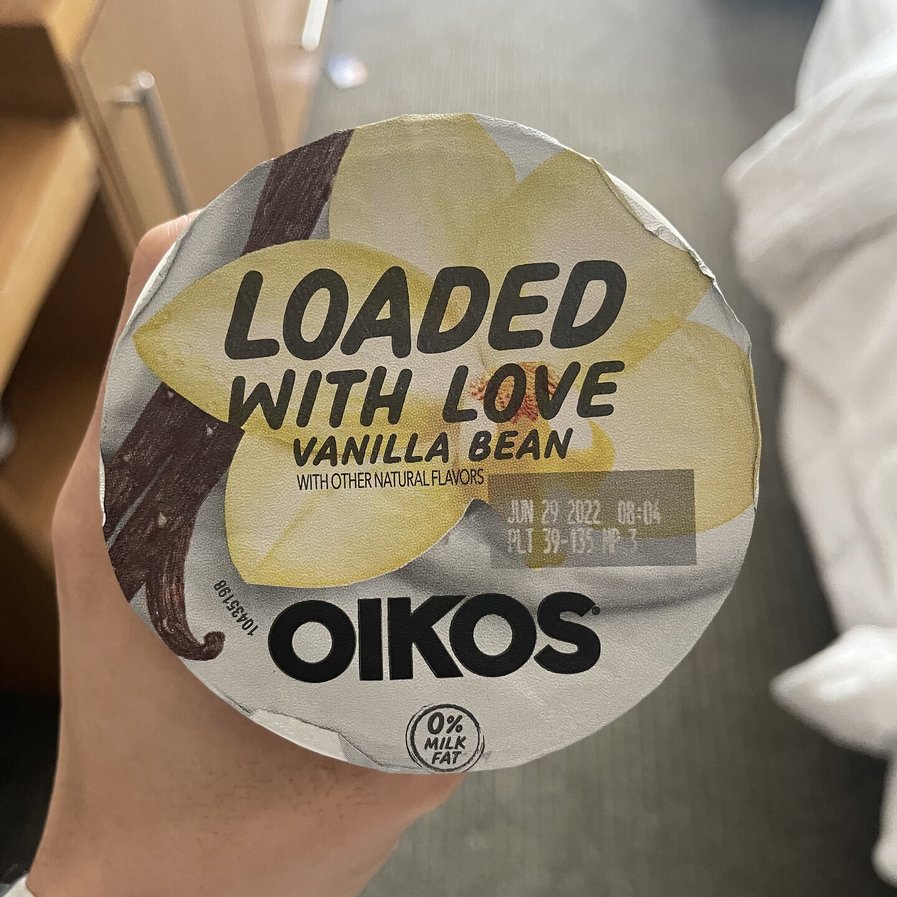 LOADED
WITH LOVE
VANILLA BEAN
WITH OTHER NATURAL FLAVORS
JUN 29 2022 08:04
PLT 39-135 MP 3
10435198
OIKOS
0%
MILK
FAT